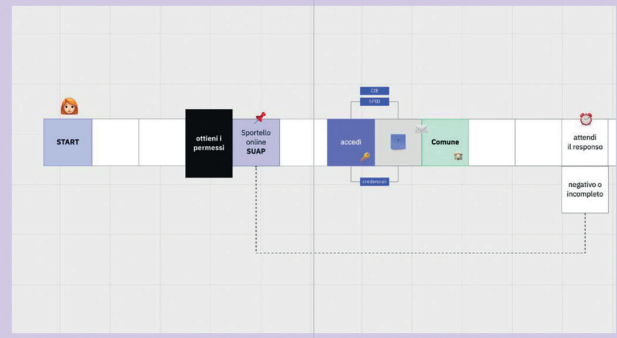 START
ottieni i
permessi
Sportello
online
SUAP
CIE
SPID
accedi
credenziali
Comune
attendi
il responso
negativo o
incompleto